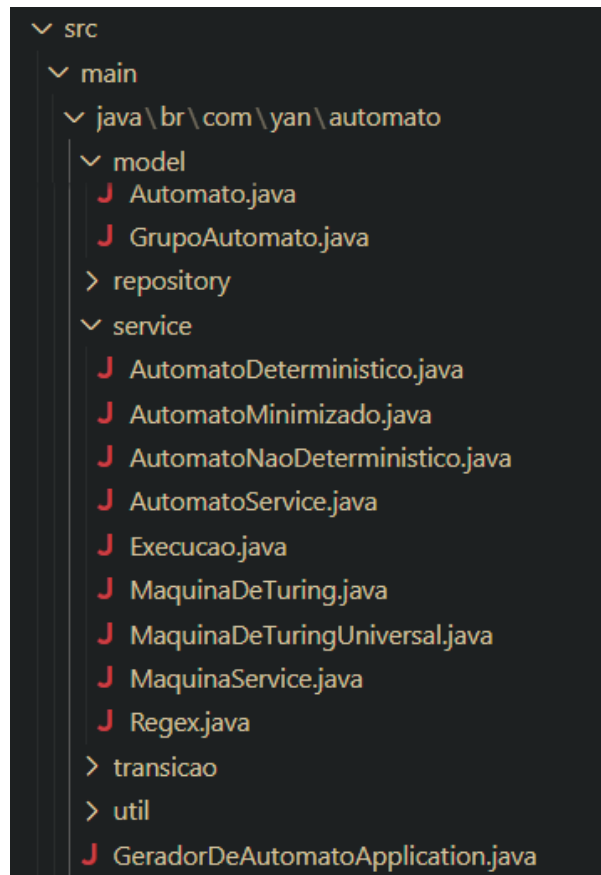 src
main
java\br\com\yan\automato
model
J Automato.java
J GrupoAutomato.java
repository
service
J AutomatoDeterministico.java
J AutomatoMinimizado.java
J AutomatoNaoDeterministico.java
J AutomatoService.java
J Execucao.java
J MaquinaDeTuring.java
J MaquinaDeTuringUniversal.java
J MaquinaService.java
J Regex.java
transicao
util
J GeradorDeAutomatoApplication.java